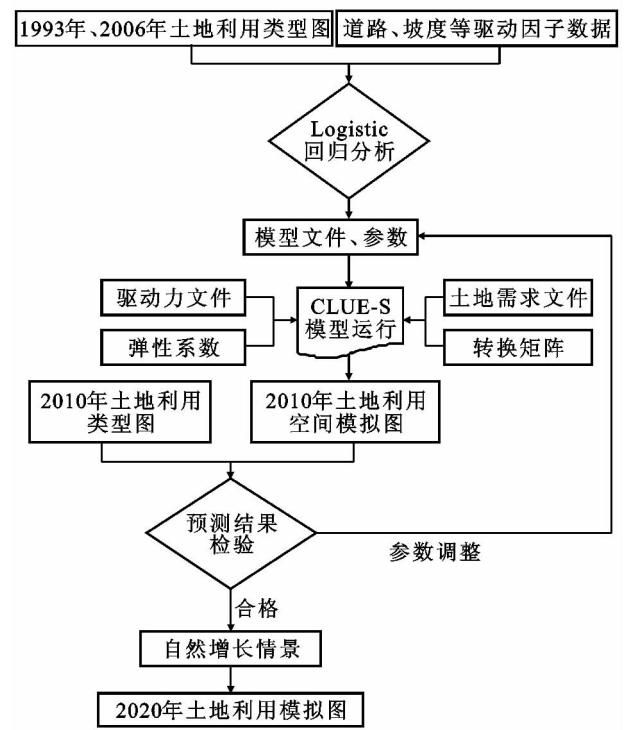 1993年、2006年土地利用类型图
道路、坡度等驱动因子数据
Logistic
回归分析
模型文件、参数
驱动力文件
弹性系数
CLUE-S
模型运行
土地需求文件
转换矩阵
2010年土地利用
类型图
2010年土地利用
空间模拟图
预测结果
检验
参数调整
合格
自然增长情景
2020年土地利用模拟图